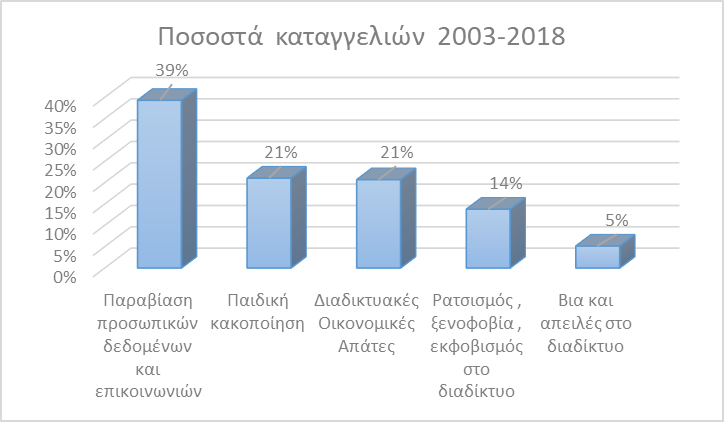 Ποσοστά καταγγελιών 2003-2018
39%
21%
21%
14%
5%
40%
35%
30%
25%
20%
15%
10%
5%
0%
Παραβίαση
προσωπικών
δεδομένων
και
επικοινωνιών
Παιδική
κακοποίηση
Διαδικτυακές
Οικονομικές
Απάτες
Ρατσισμός ,
ξενοφοβία ,
εκφοβισμός
στο
διαδίκτυο
Βια και
απειλές στο
διαδίκτυο